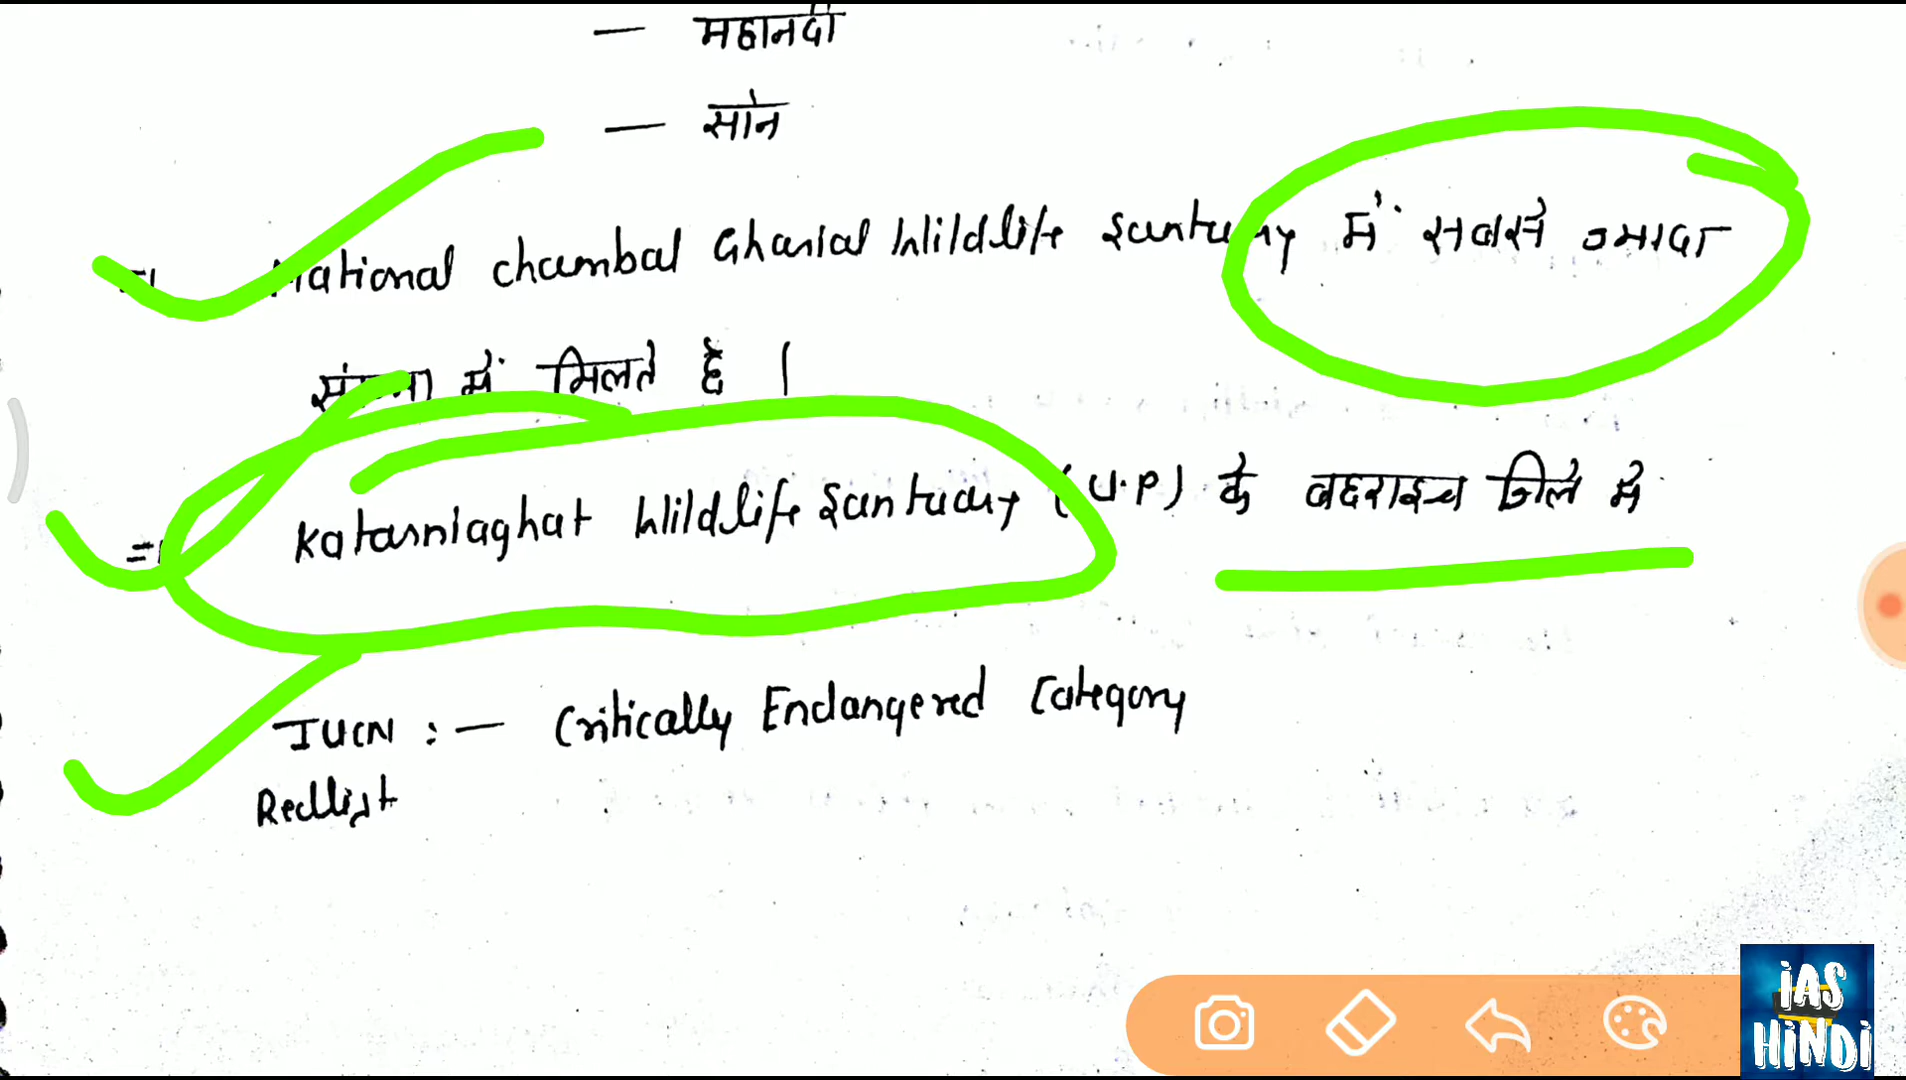 — महानदी
— सोन
⇒ National chambal Gharial Wildlife Santuary में सबसे ज्यादा
संख्या में मिलते है |
⇒ Katarniaghat Wildlife Santuary (U.P) के बहराइच जिले मे
IUCN :— Critically Endangered Category
Redlist
iAS
HiNDi